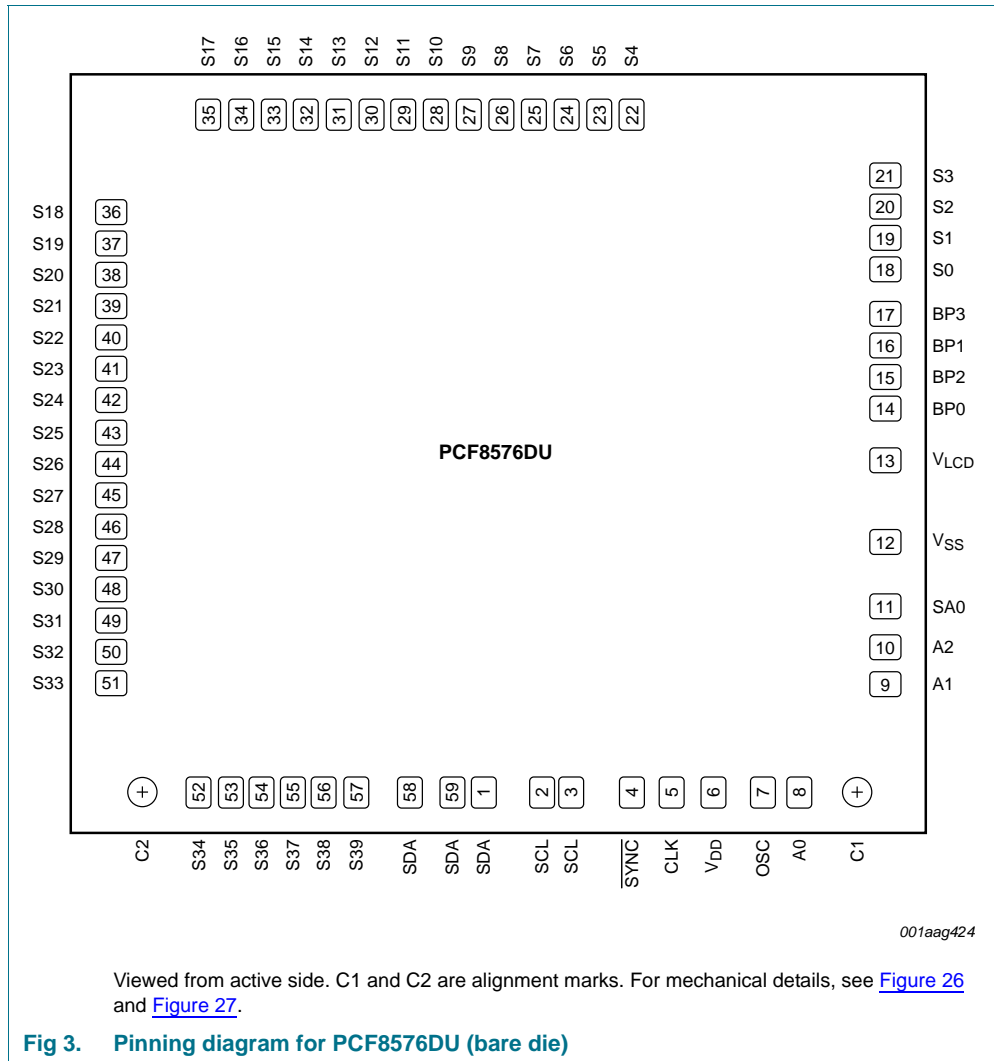 S17 S16 S15 S14 S13 S12 S11 S10 S9 S8 S7 S6 S5 S4
35 34 33 32 31 30 29 28 27 26 25 24 23 22
21 S3
20 S2
19 S1
18 S0
17 BP3
16 BP1
15 BP2
14 BP0
13 VLCD
12 VSS
11 SA0
10 A2
9 A1
S18 36
S19 37
S20 38
S21 39
S22 40
S23 41
S24 42
S25 43
S26 44
S27 45
S28 46
S29 47
S30 48
S31 49
S32 50
S33 51
PCF8576DU
52 53 54 55 56 57 58 59 1 2 3 4 5 6 7 8
C2 S34 S35 S36 S37 S38 S39 SDA SDA SDA SCL SCL SYNC CLK VDD OSC A0 C1
001aag424
Viewed from active side. C1 and C2 are alignment marks. For mechanical details, see Figure 26
and Figure 27.
Fig 3. Pinning diagram for PCF8576DU (bare die)